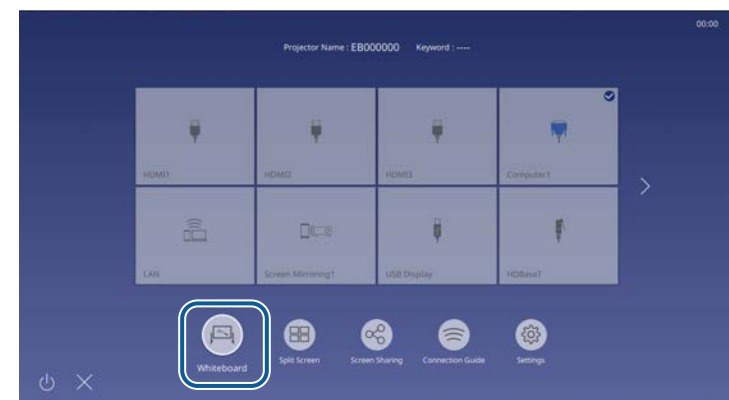 00:00
Projector Name : EB000000 Keyword : ----
HDMI1 HDMI2 HDMI3 Computer1
LAN Screen Mirroring1 USB Display HDBaseT
Whiteboard Split Screen Screen Sharing Connection Guide Settings